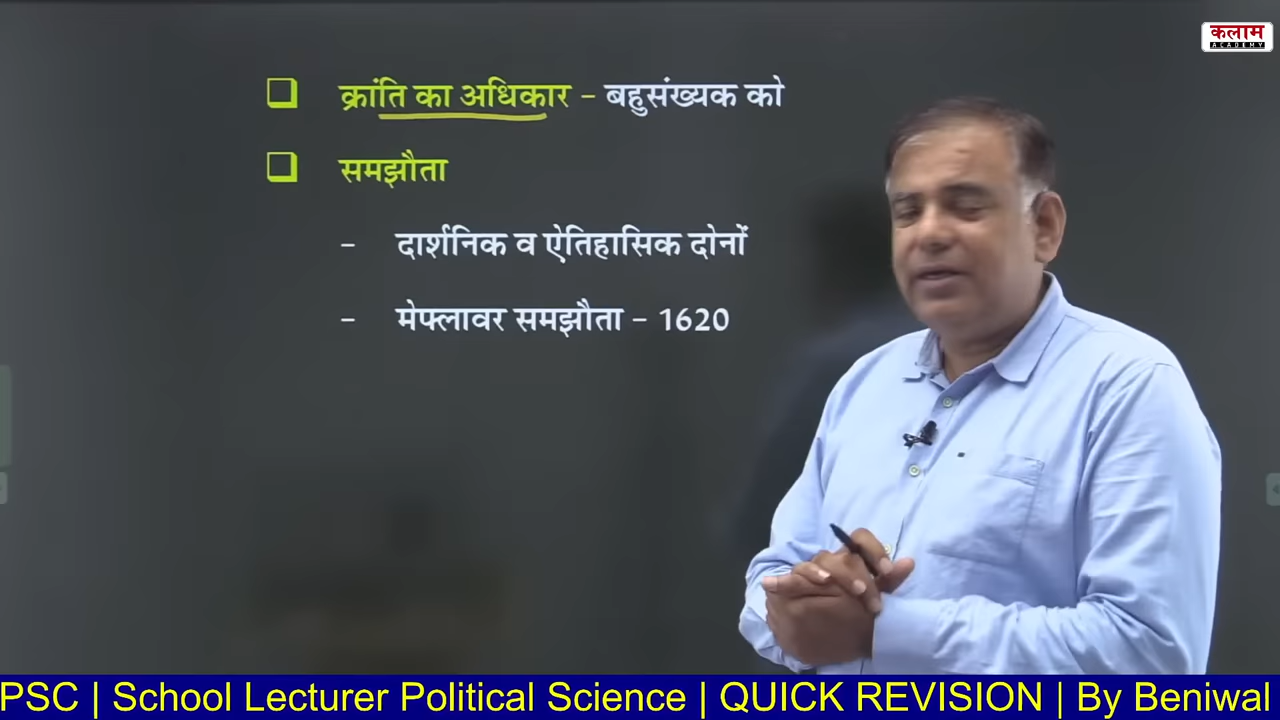 कलाम
ACADEMY
क्रांति का अधिकार - बहुसंख्यक को
समझौता
- दार्शनिक व ऐतिहासिक दोनों
- मेफ्लावर समझौता - 1620
PSC | School Lecturer Political Science | QUICK REVISION | By Beniwal